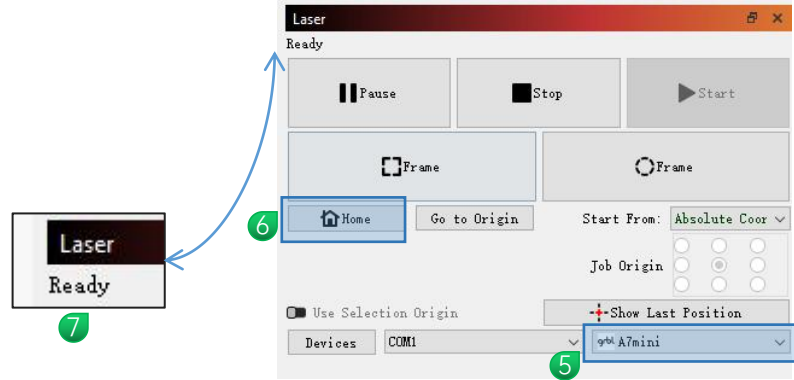 Laser
Ready
Pause
Stop
Start
Frame
Frame
6
Home
Go to Origin
Start From:
Absolute Coor
Laser
Ready
7
Job Origin
Use Selection Origin
Show Last Position
Devices
COM1
5
grbl A7mini